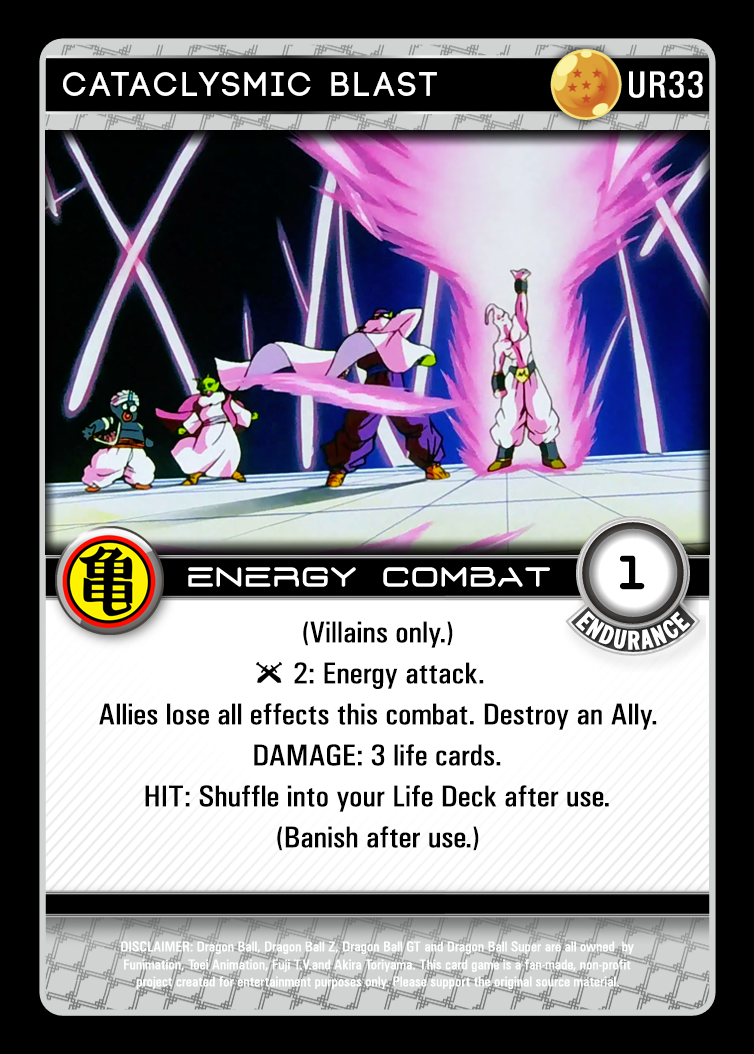 CATACLYSMIC BLAST
UR33
亀
ENERGY COMBAT
1
ENDURANCE
(Villains only.)
2: Energy attack.
Allies lose all effects this combat. Destroy an Ally.
DAMAGE: 3 life cards.
HIT: Shuffle into your Life Deck after use.
(Banish after use.)
DISCLAIMER: Dragon Ball, Dragon Ball Z, Dragon Ball GT and Dragon Ball Super are all owned by
Funimation, Toei Animation, Fuji T.V.and Akira Toriyama. This card game is a fan-made, non-profit
project created for entertainment purposes only. Please support the original source material.